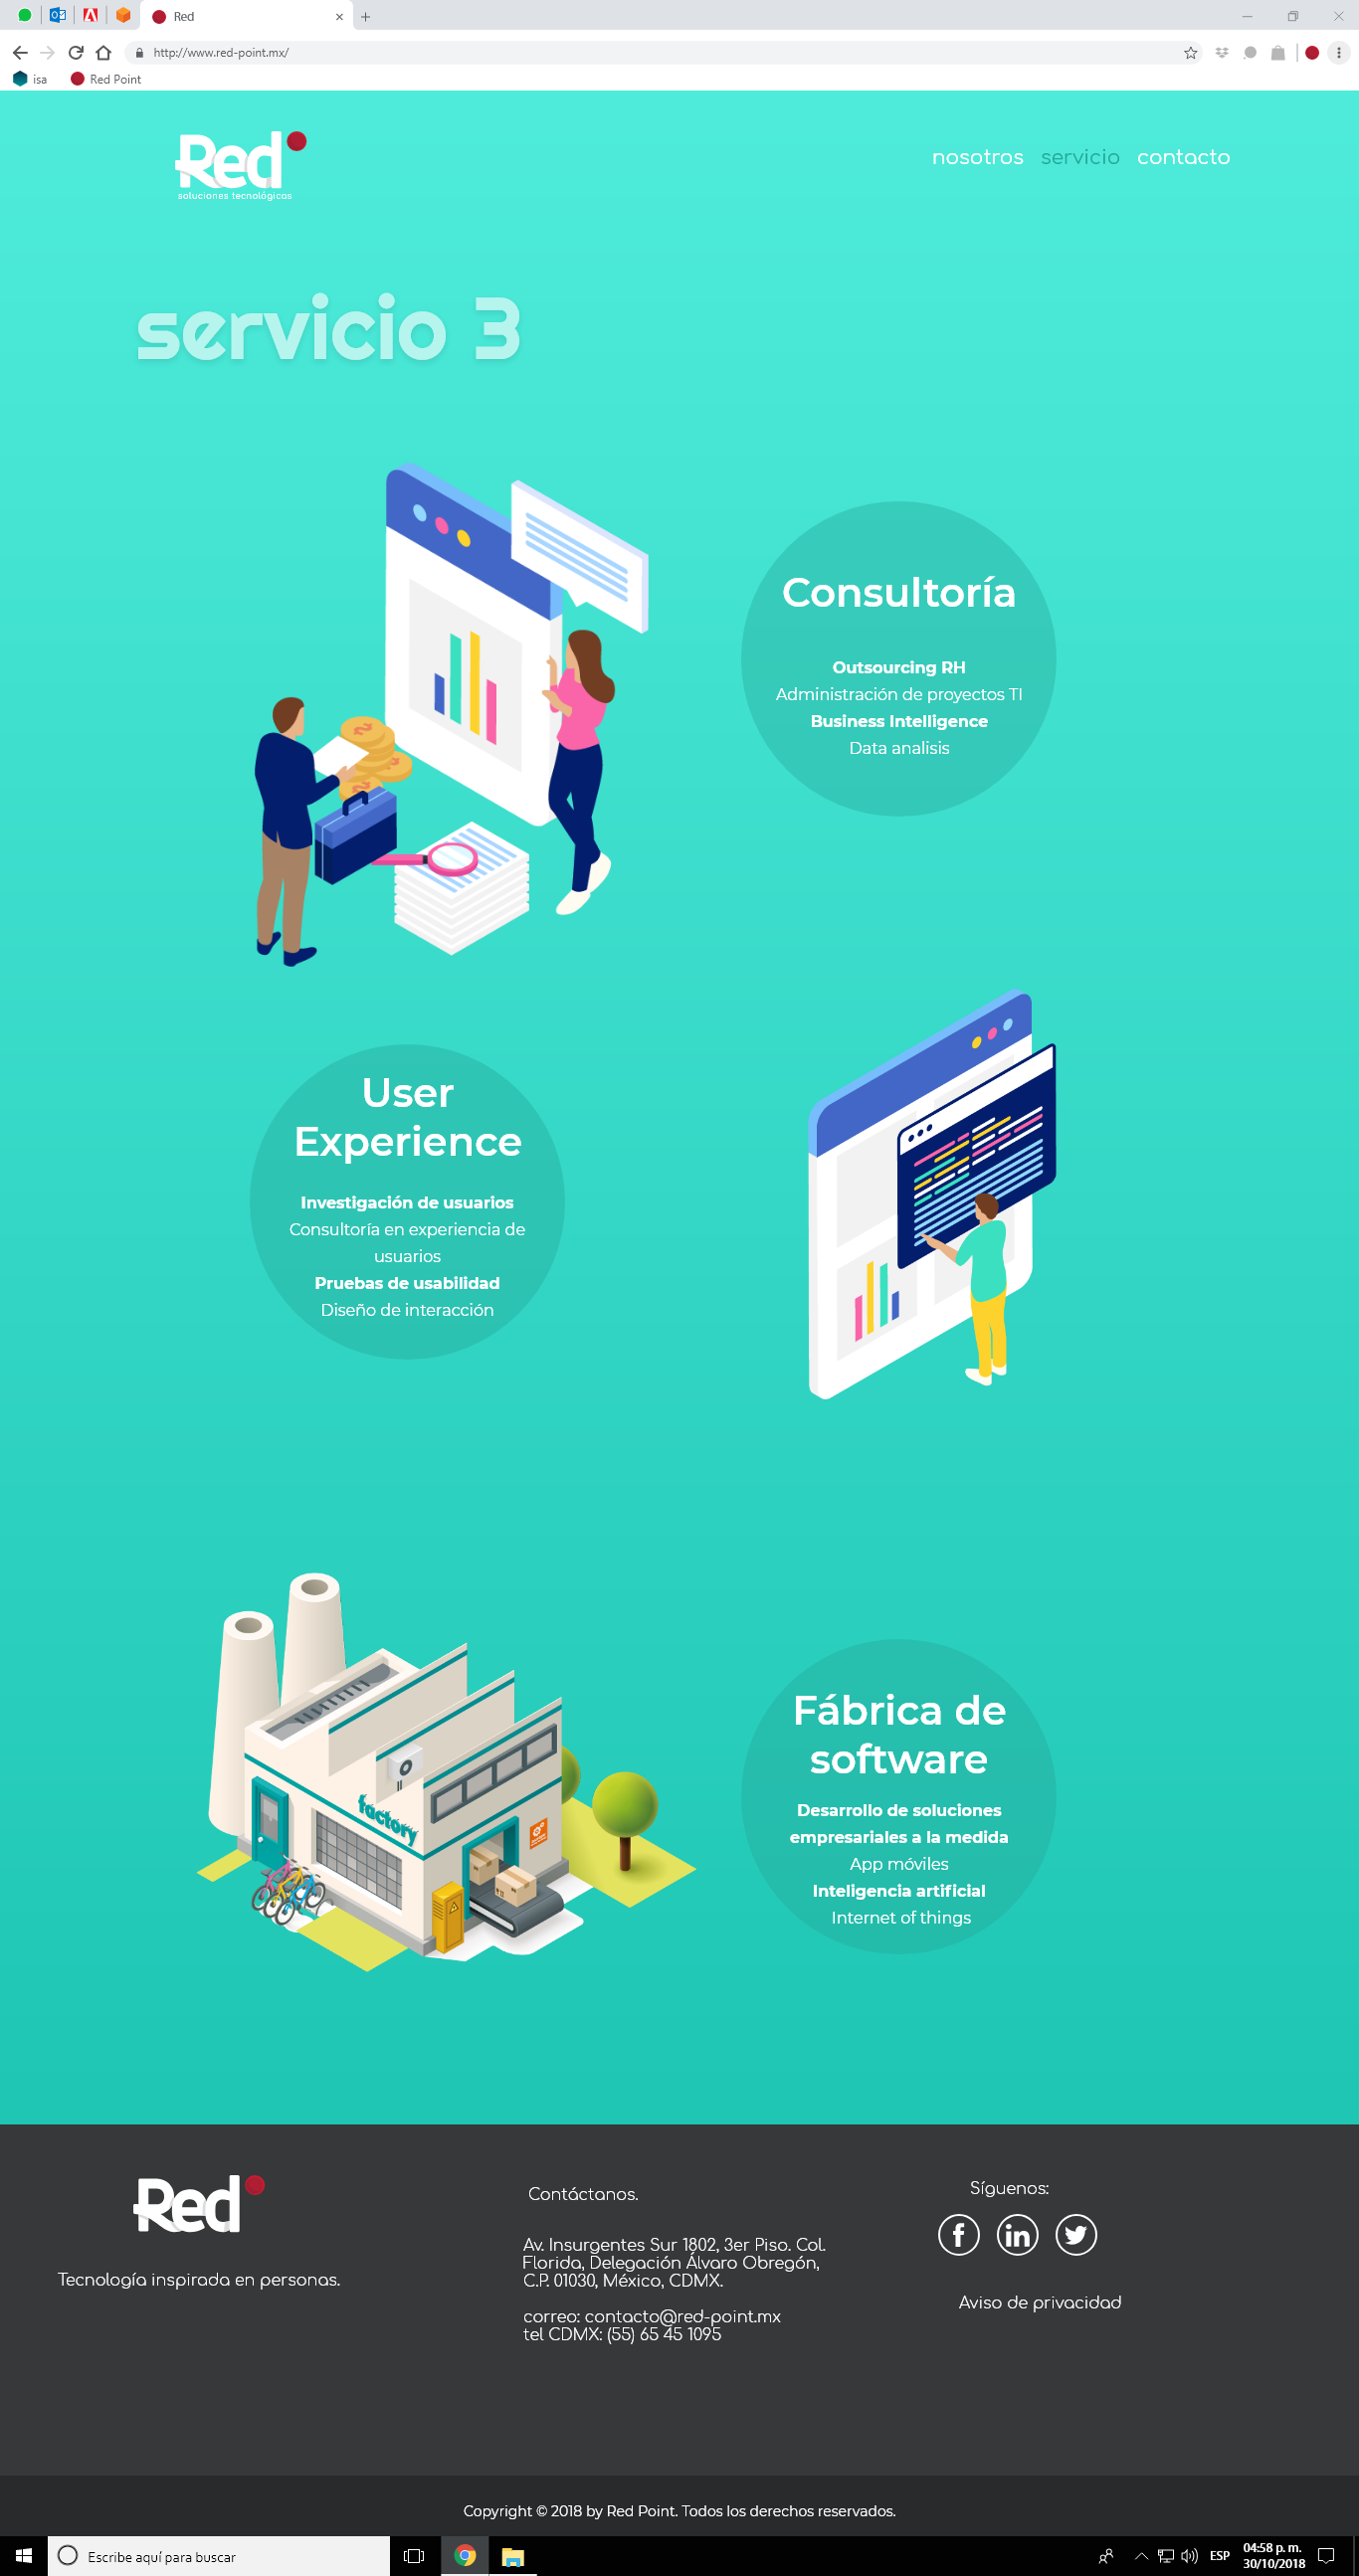 Red
http://www.red-point.mx/
isa
Red Point
Red
soluciones tecnológicos
nosotros servicio contacto
servicio 3
Consultoría
Outsourcing RH
Administración de proyectos TI
Business Intelligence
Data analisis
User
Experience
Investigación de usuarios
Consultoría en experiencia de
usuarios
Pruebas de usabilidad
Diseño de interacción
factory
Fábrica de
software
Desarrollo de soluciones
empresariales a la medida
App móviles
Inteligencia artificial
Internet of things
Red
Tecnología inspirada en personas.
Contáctanos.
Av. Insurgentes Sur 1802, 3er Piso. Col.
Florida, Delegación Álvaro Obregón,
C.P. 01030, México, CDMX.
correo: contacto@red-point.mx
tel CDMX: (55) 65 45 1095
Síguenos:
f in
Aviso de privacidad
Copyright © 2018 by Red Point. Todos los derechos reservados.
Escribe aquí para buscar
ESP
04:58 p. m.
30/10/2018